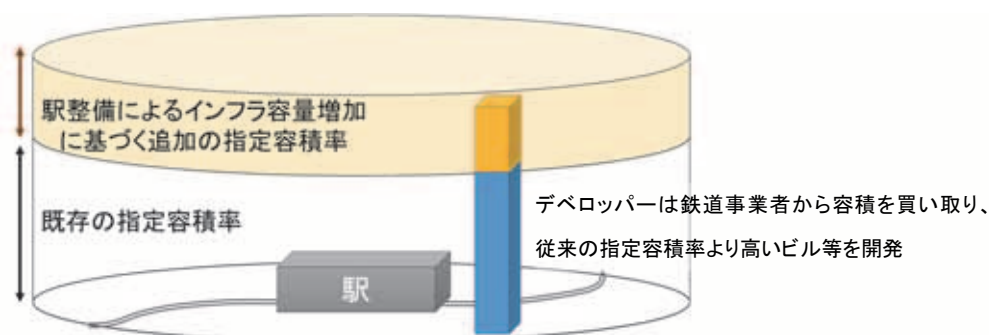 駅整備によるインフラ容量増加
に基づく追加の指定容積率
既存の指定容積率
デベロッパーは鉄道事業者から容積を買い取り、
従来の指定容積率より高いビル等を開発
駅